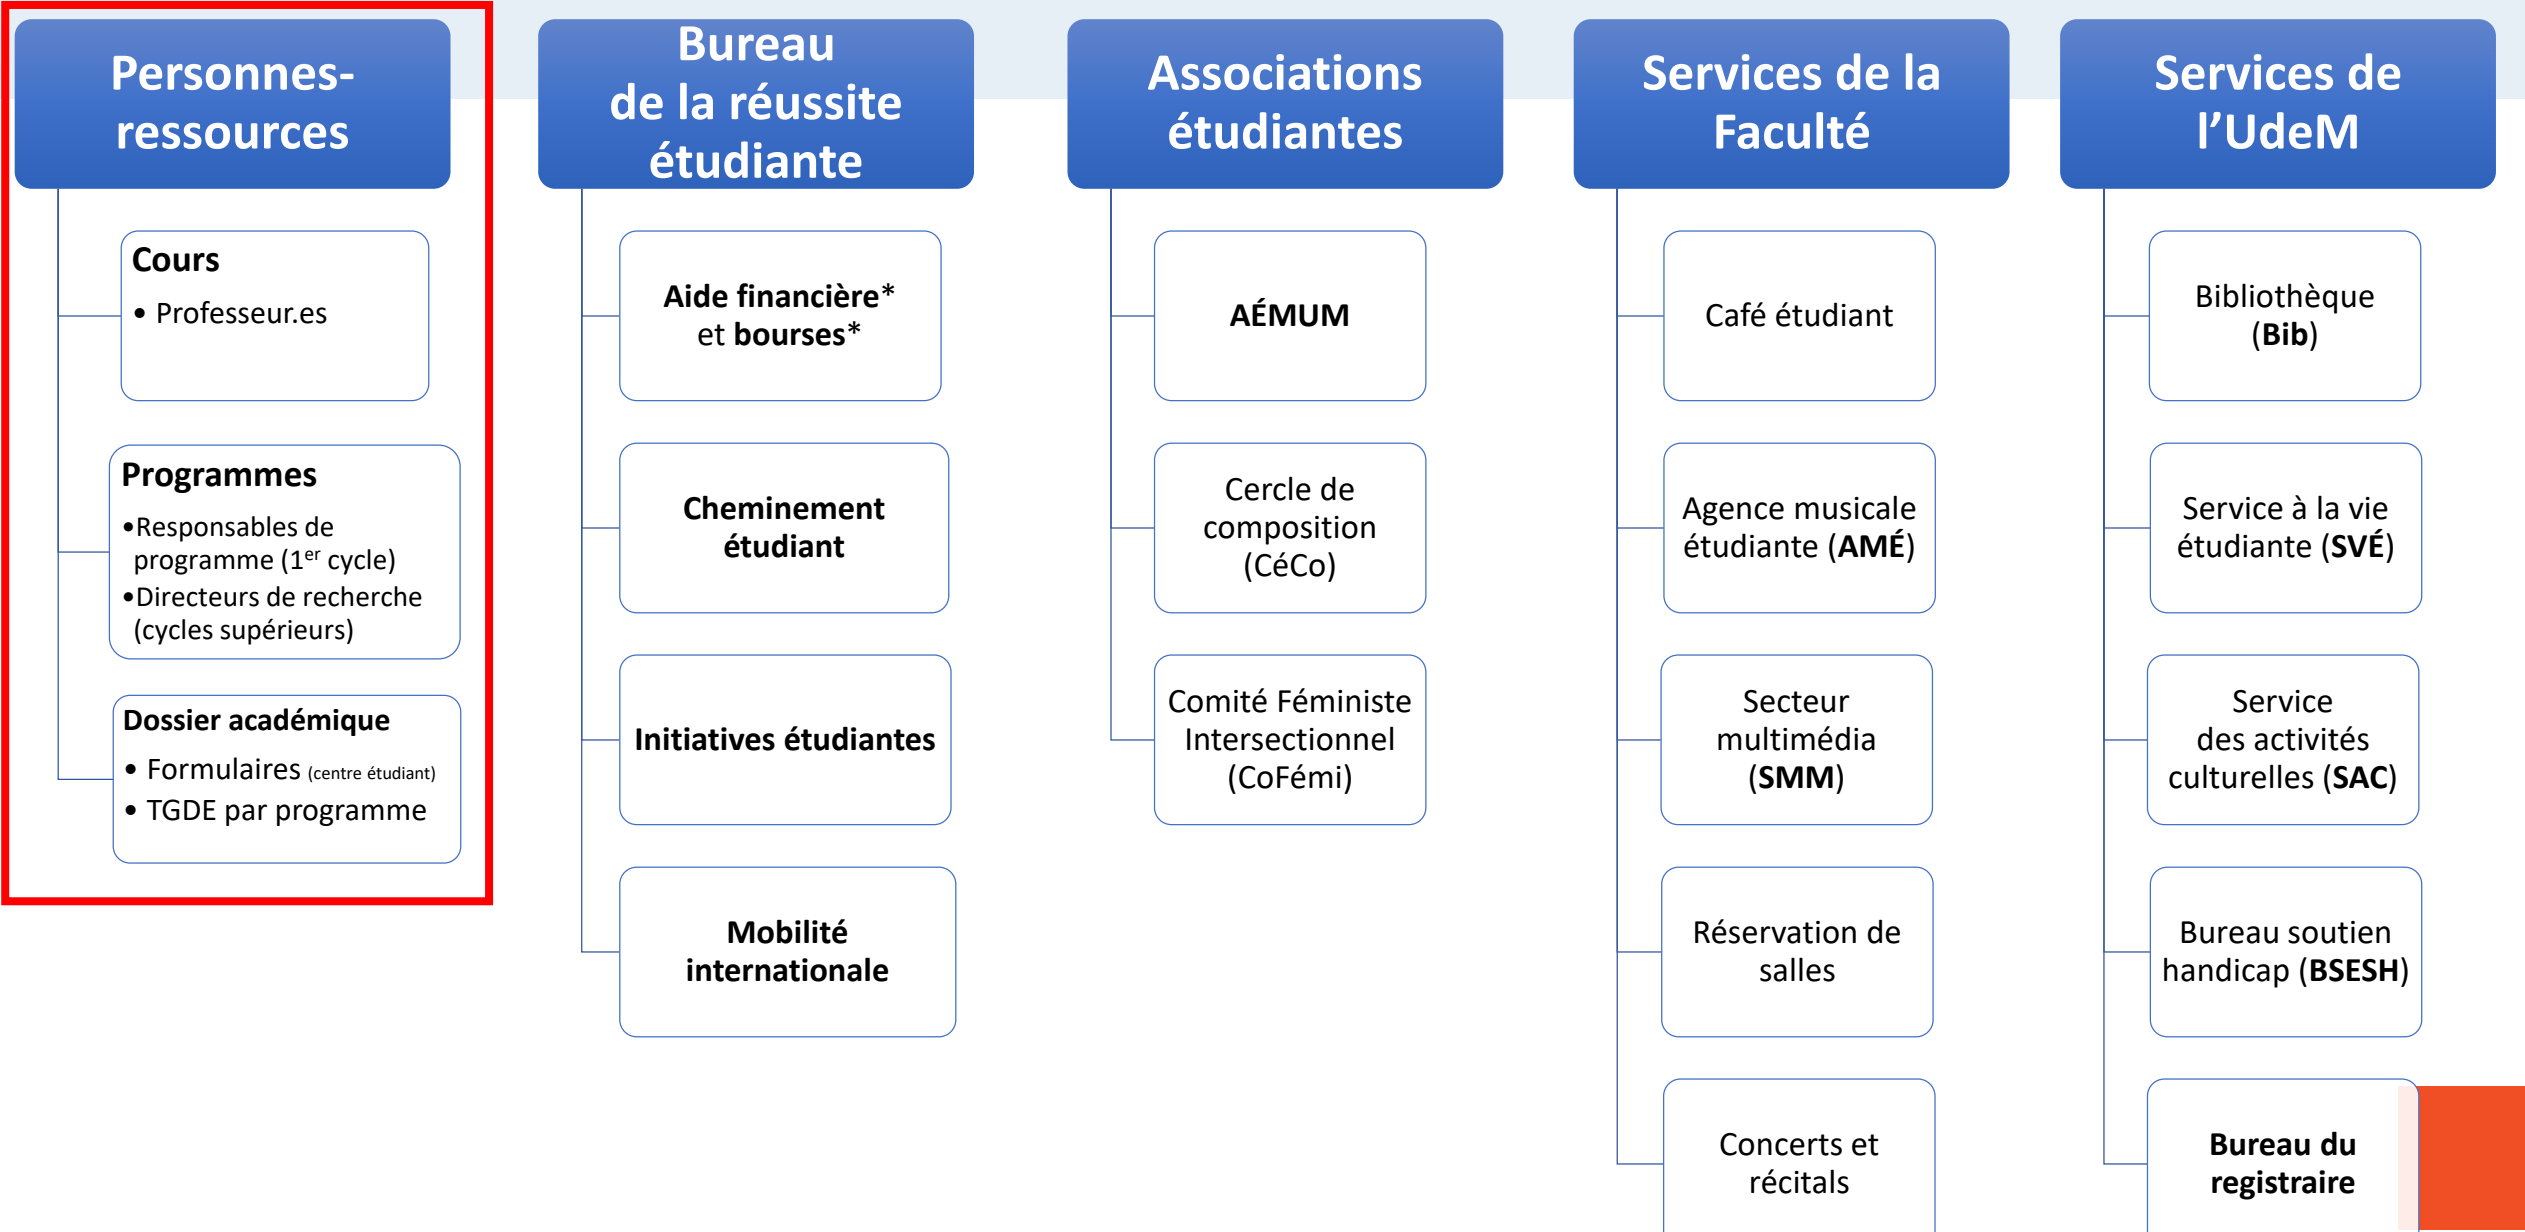 Personnes-
ressources
Cours
• Professeur.es
Programmes
•Responsables de
programme (1er cycle)
•Directeurs de recherche
(cycles supérieurs)
Dossier académique
• Formulaires (centre étudiant)
• TGDE par programme
Bureau
de la réussite
étudiante
Aide financière*
et bourses*
Cheminement
étudiant
Initiatives étudiantes
Mobilité
internationale
Associations
étudiantes
AÉMUM
Cercle de
composition
(CéCo)
Comité Féministe
Intersectionnel
(CoFémi)
Services de la
Faculté
Café étudiant
Agence musicale
étudiante (AMÉ)
Secteur
multimédia
(SMM)
Réservation de
salles
Concerts et
récitals
Services de
l’UdeM
Bibliothèque
(Bib)
Service à la vie
étudiante (SVÉ)
Service
des activités
culturelles (SAC)
Bureau soutien
handicap (BSESH)
Bureau du
registraire